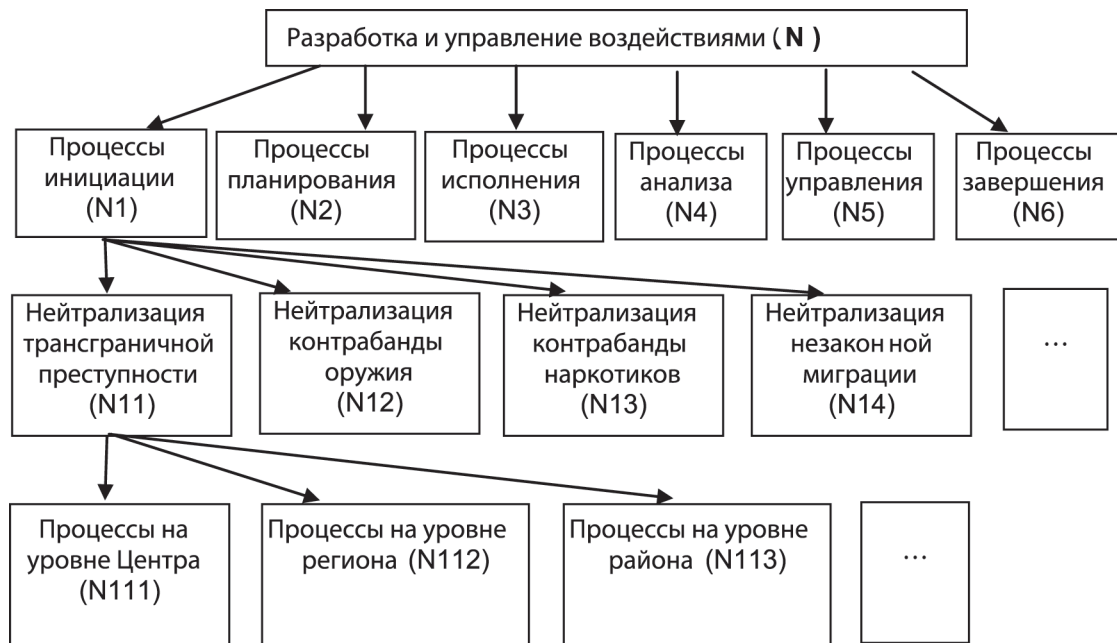 Разработка и управление воздействиями ( N )
Процессы
инициации
(N1)
Процессы
планирования
(N2)
Процессы
исполнения
(N3)
Процессы
анализа
(N4)
Процессы
управления
(N5)
Процессы
завершения
(N6)
Нейтрализация
трансграничной
преступности
(N11)
Нейтрализация
контрабанды
оружия
(N12)
Нейтрализация
контрабанды
наркотиков
(N13)
Нейтрализация
незакон ной
миграции
(N14)
...
Процессы на
уровне Центра
(N111)
Процессы на уровне
региона (N112)
Процессы на уровне
района (N113)
...